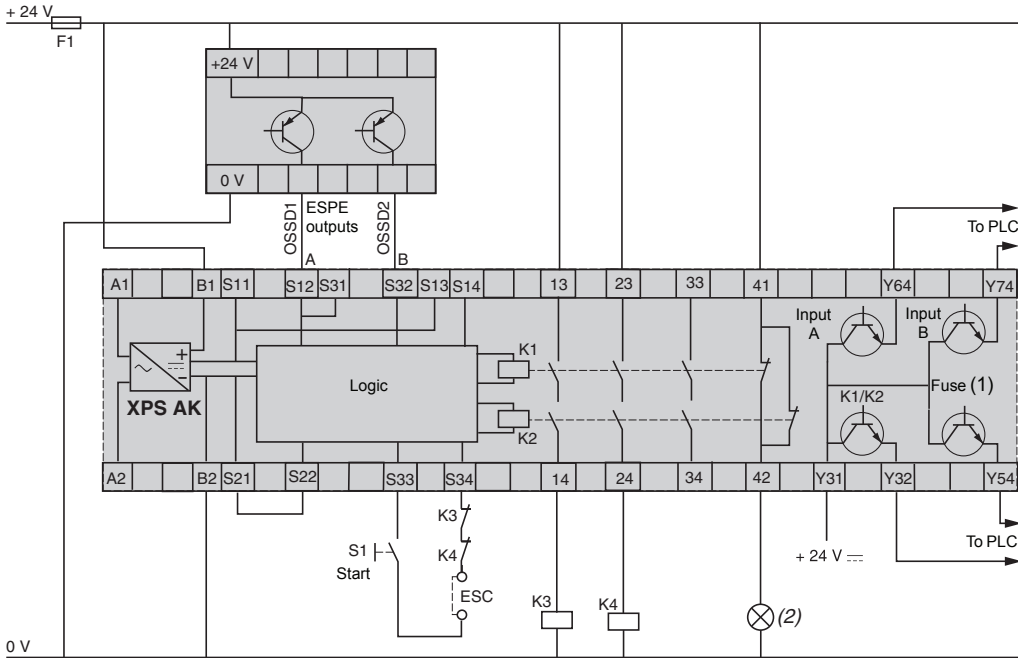 + 24 V
F1
+24 V
0 V
OSSD1
ESPE
outputs
OSSD2
A
B
To PLC
A1 B1 S11 S12 S31 S32 S13 S14 13 23 33 41 Y64 Y74
Input
A
Input
B
K1
Logic
XPS AK
K1/K2
Fuse (1)
K2
A2 B2 S21 S22 S33 S34 14 24 34 42 Y31 Y32 Y54
K3
S1
Start
K4
+ 24 V
To PLC
ESC
K3
K4
(2)
0 V